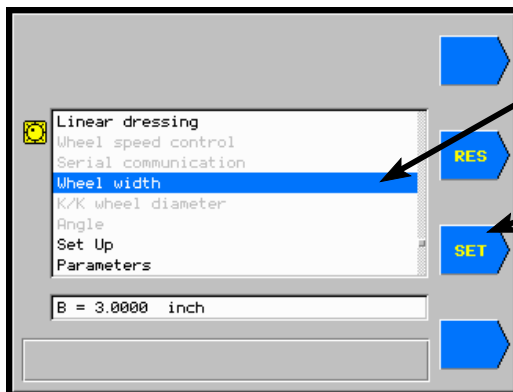 Linear dressing
Wheel speed control
Serial communication
Wheel width
K/K wheel diameter
Angle
Set Up
Parameters
B = 3.0000 inch
RES
SET